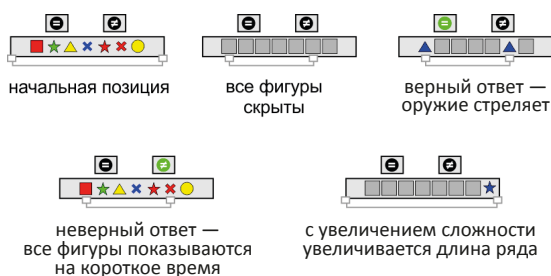 начальная позиция
все фигуры
скрыты
верный ответ —
оружие стреляет
неверный ответ —
все фигуры показываются
на короткое время
с увеличением сложности
увеличивается длина ряда